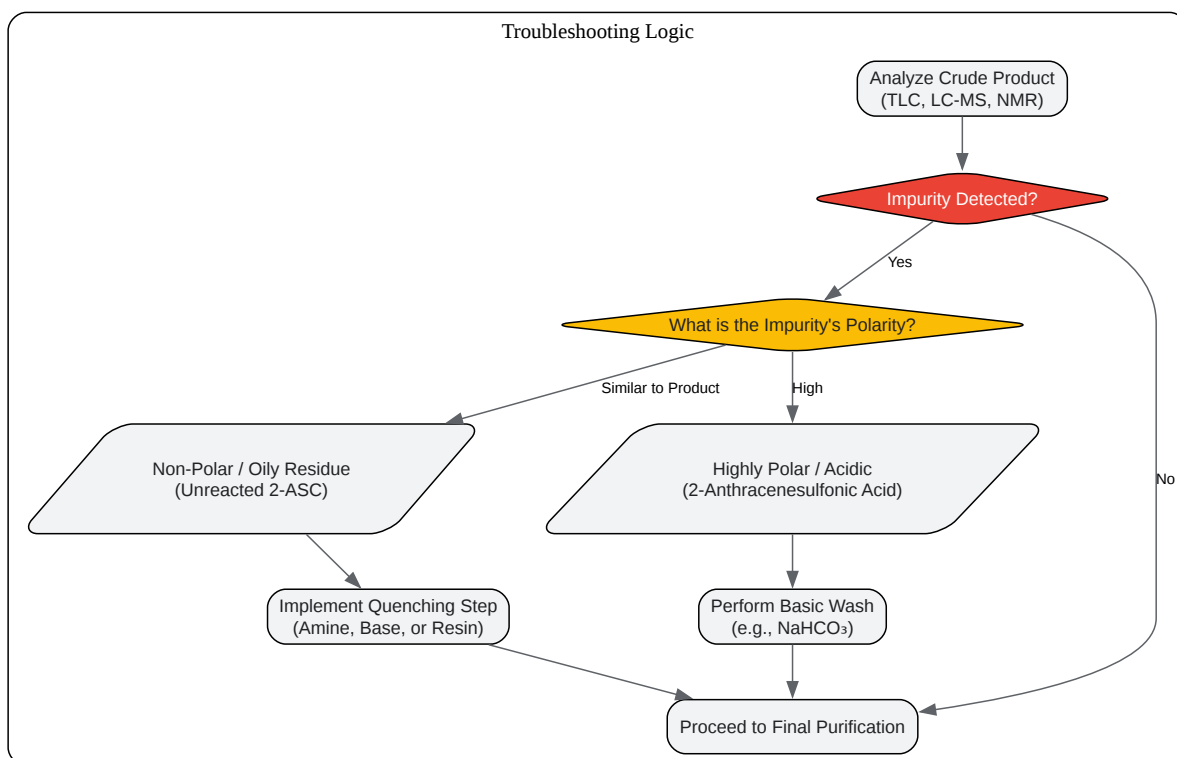 Troubleshooting Logic
Analyze Crude Product
(TLC, LC-MS, NMR)
Impurity Detected?
Yes
What is the Impurity's Polarity?
Similar to Product
High
Non-Polar / Oily Residue
(Unreacted 2-ASC)
Highly Polar / Acidic
(2-Anthracenesulfonic Acid)
No
Implement Quenching Step
(Amine, Base, or Resin)
Perform Basic Wash
(e.g., NaHCO₃)
Proceed to Final Purification